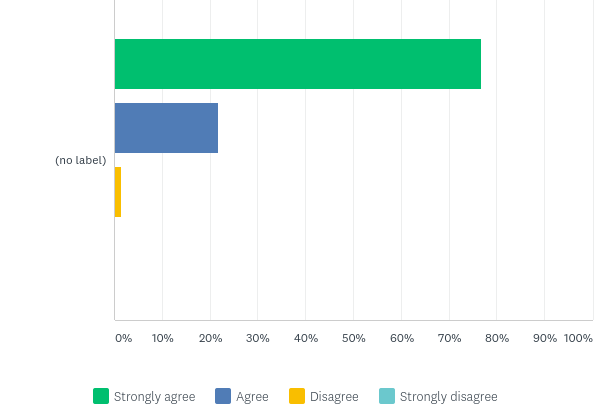 (no label)
0% 10% 20% 30% 40% 50% 60% 70% 80% 90% 100%
Strongly agree Agree Disagree Strongly disagree